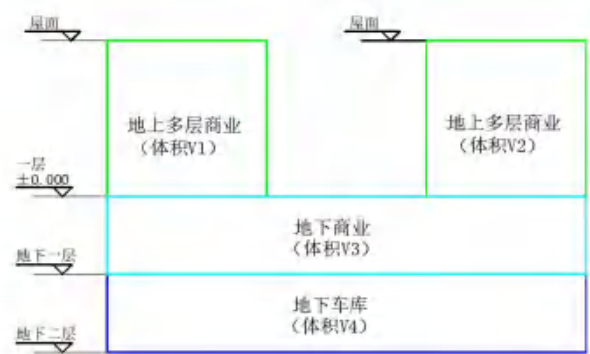 屋面
屋面
地上多层商业
(体积V1)
地上多层商业
(体积V2)
一层
±0.000
地下商业
(体积V3)
地下一层
地下车库
(体积V4)
地下二层